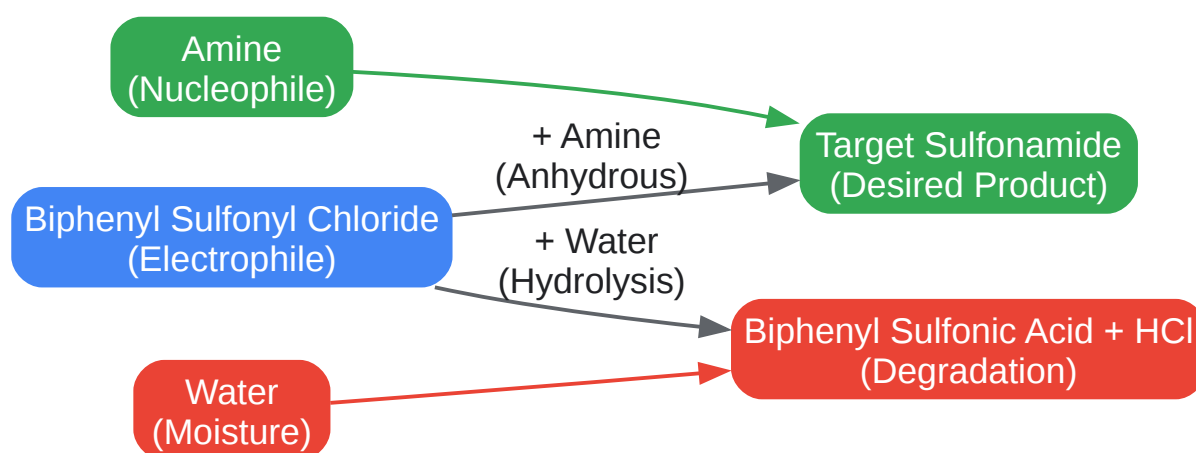 Amine
(Nucleophile)
+ Amine
(Anhydrous)
Target Sulfonamide
(Desired Product)
Biphenyl Sulfonyl Chloride
(Electrophile)
+ Water
(Hydrolysis)
Biphenyl Sulfonic Acid + HCl
(Degradation)
Water
(Moisture)